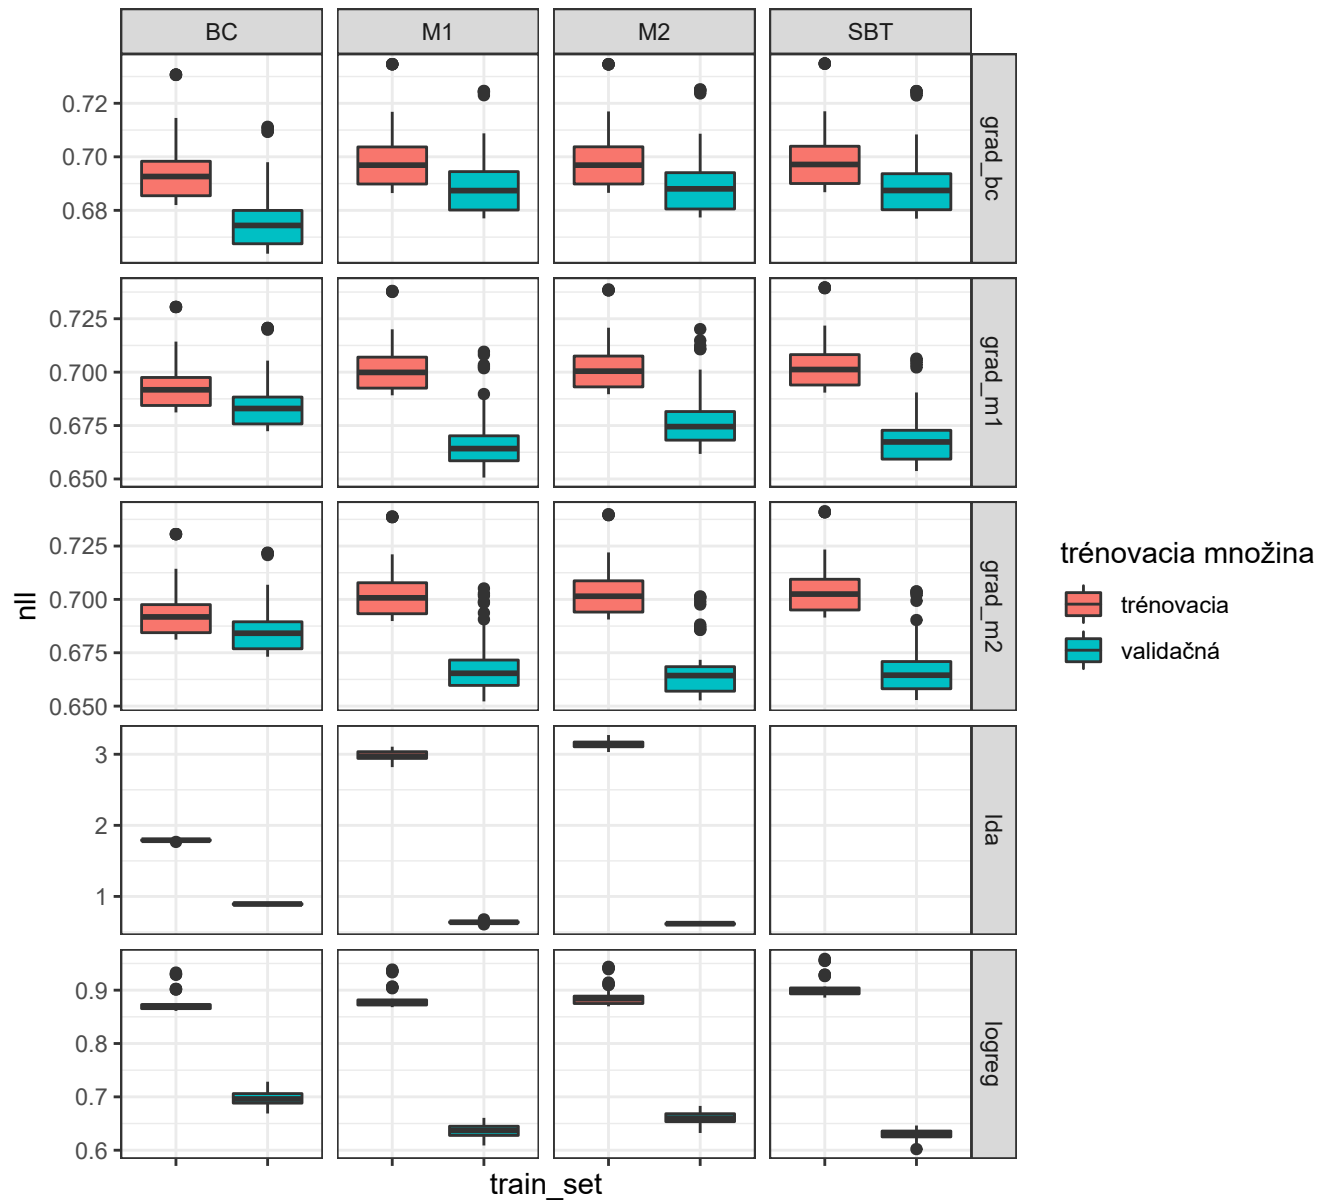 BC
M1
M2
SBT
0.72
0.70
0.68
grad_bc
0.725
0.700
0.675
0.650
grad_m1
0.725
0.700
0.675
0.650
grad_m2
3
2
1
lda
0.9
0.8
0.7
0.6
logreg
nll
train_set
trénovacia množina
trénovacia
validačná